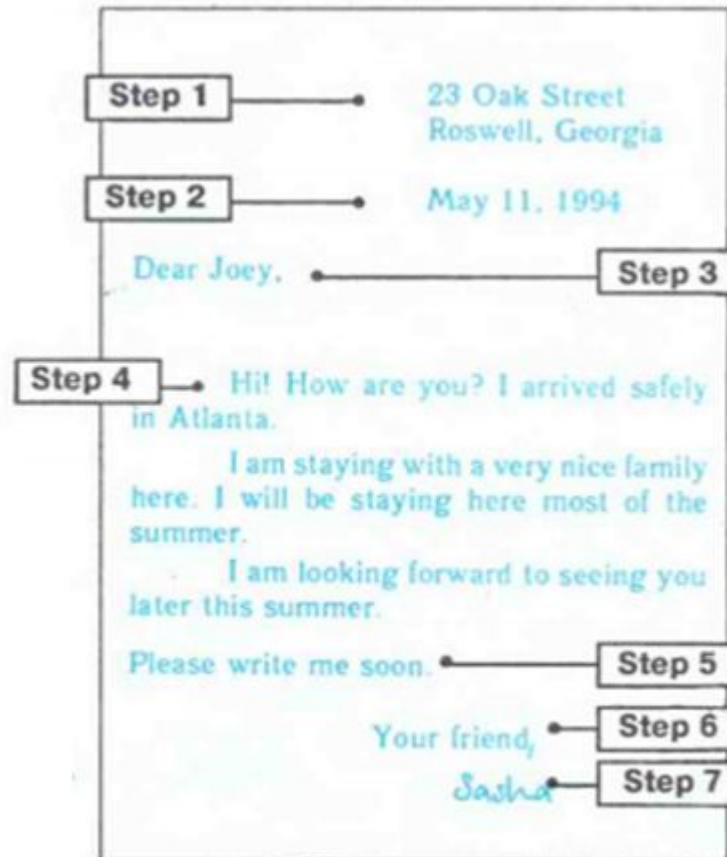 Step 1
23 Oak Street
Roswell, Georgia
Step 2
May 11, 1994
Dear Joey,
Step 3
Step 4
Hi! How are you? I arrived safely
in Atlanta.
I am staying with a very nice family
here. I will be staying here most of the
summer.
I am looking forward to seeing you
later this summer.
Please write me soon.
Step 5
Your friend,
Step 6
Sasha
Step 7